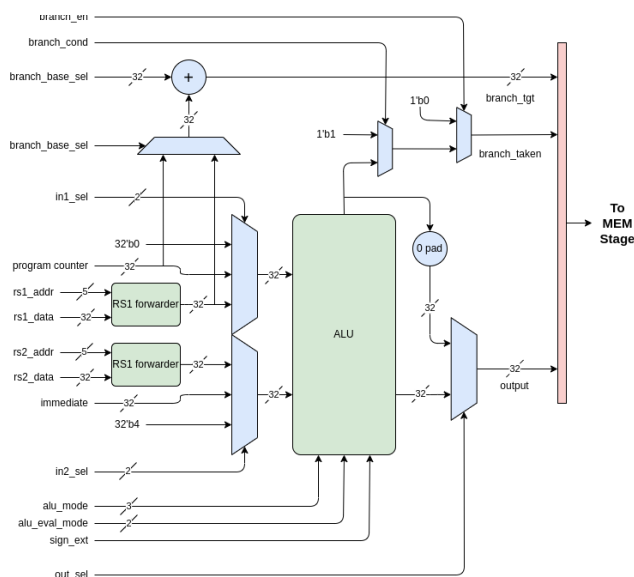 branch_en
branch_cond
branch_base_sel
32
+
32
branch_tgt
32
1'b0
1'b1
branch_taken
branch_base_sel
in1_sel
2
32'b0
program counter
32
32
rs1_addr
5
rs1_data
32
RS1 forwarder
32
rs2_addr
5
rs2_data
32
RS1 forwarder
32
immediate
32
32'b4
32
in2_sel
2
ALU
0 pad
32
32
32
output
To
MEM
Stage
alu_mode
3
alu_eval_mode
2
sign_ext
out_sel